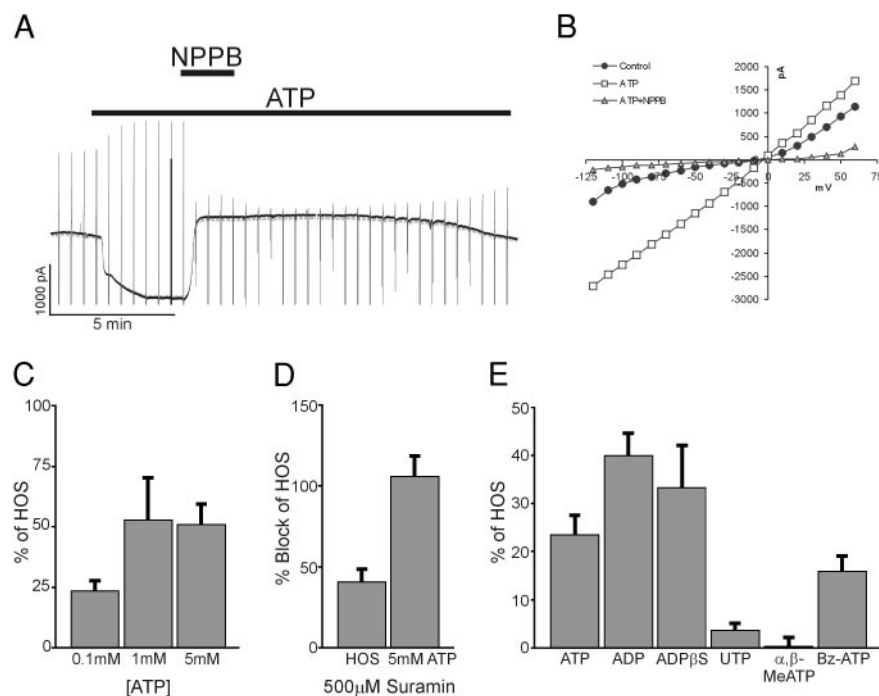 A
NPPB
ATP
1000 pA
5 min
B
Control
ATP
ATP+NPPB
pA
2000
1500
1000
500
-125 -100 -75 -50 -25 0 25 50 75
mV
-500
-1000
-1500
-2000
-2500
-3000
C
% of HOS
100
75
50
25
0
0.1mM 1mM 5mM
[ATP]
D
% Block of HOS
150
100
50
0
HOS 5mM ATP
500µM Suramin
E
% of HOS
50
40
30
20
10
0
ATP ADP ADPβS UTP α,β- Bz-ATP
MeATP